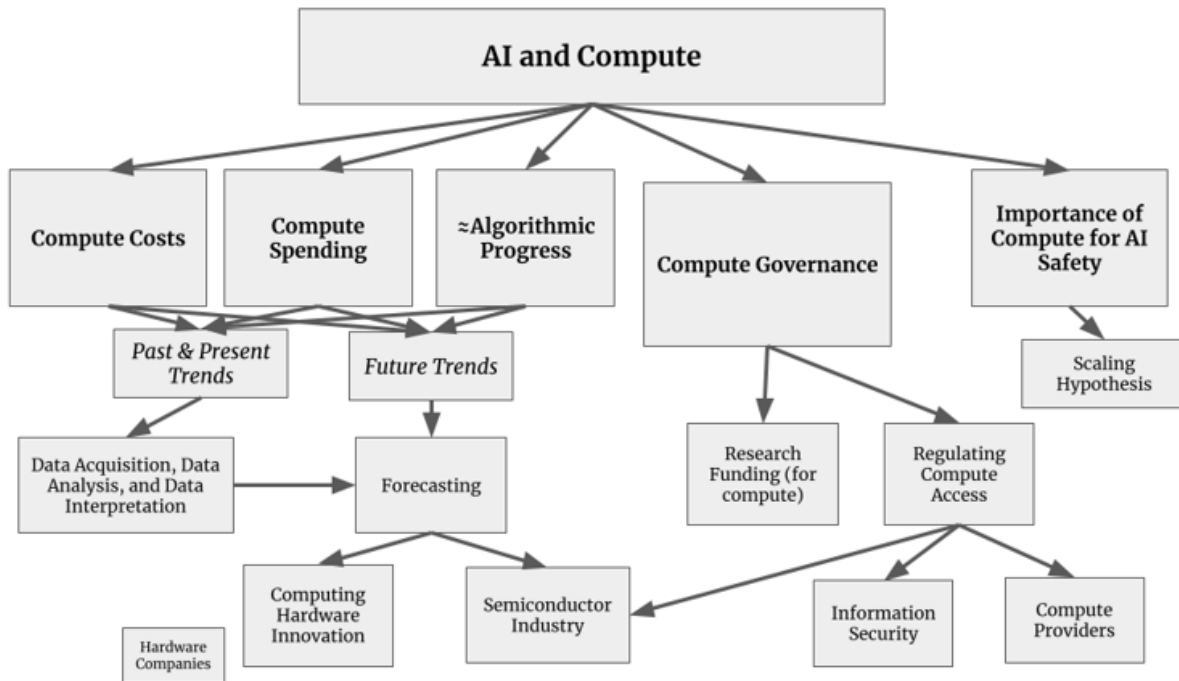 AI and Compute
Compute Costs
Compute
Spending
≈Algorithmic
Progress
Compute Governance
Importance of
Compute for AI
Safety
Past & Present
Trends
Future Trends
Scaling
Hypothesis
Data Acquisition, Data
Analysis, and Data
Interpretation
Forecasting
Research
Funding (for
compute)
Regulating
Compute
Access
Computing
Hardware
Innovation
Semiconductor
Industry
Information
Security
Compute
Providers
Hardware
Companies